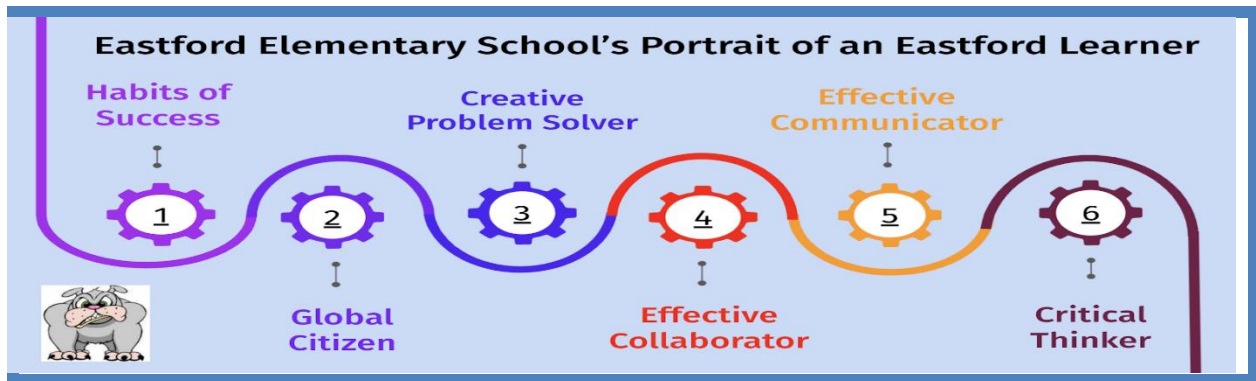 Eastford Elementary School's Portrait of an Eastford Learner
Habits of
Success
1
2
Global
Citizen
Creative
Problem Solver
3
4
Effective
Collaborator
Effective
Communicator
5
6
Critical
Thinker